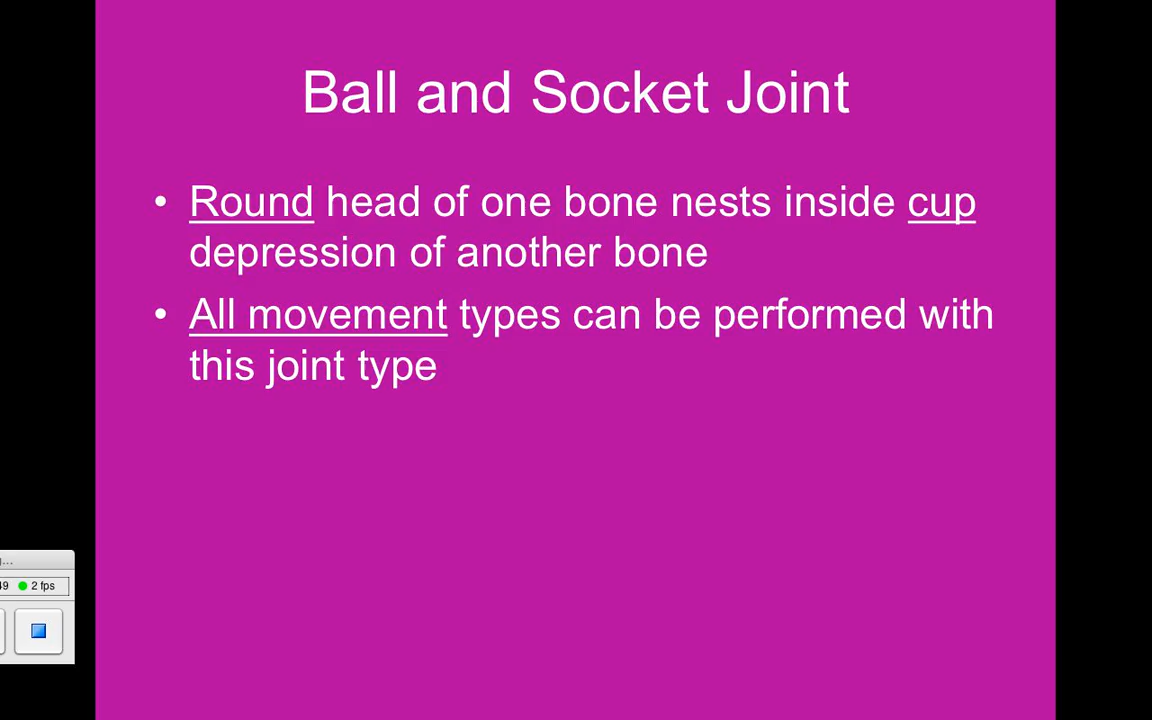 Ball and Socket Joint
• Round head of one bone nests inside cup
depression of another bone
• All movement types can be performed with
this joint type
g...
49 2 fps